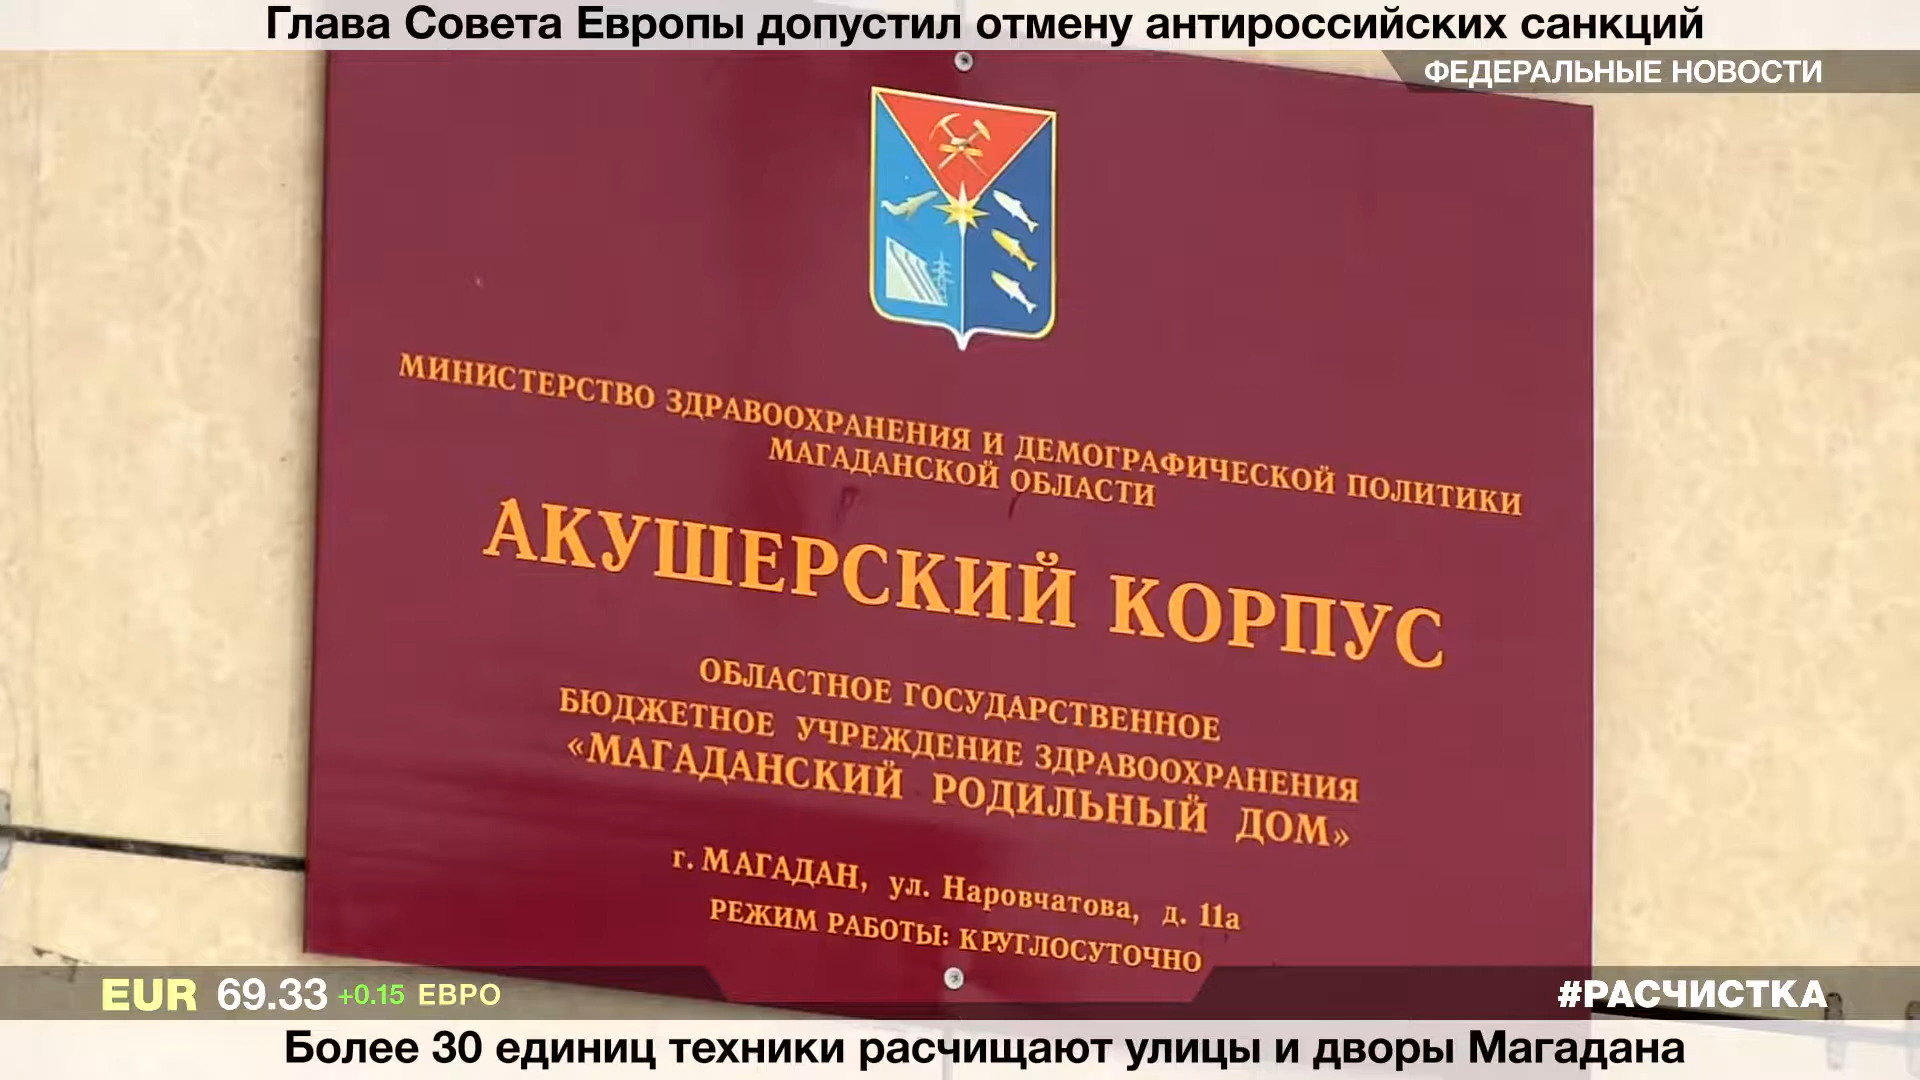 Глава Совета Европы допустил отмену антироссийских санкций
ФЕДЕРАЛЬНЫЕ НОВОСТИ
МИНИСТЕРСТВО ЗДРАВООХРАНЕНИЯ И ДЕМОГРАФИЧЕСКОЙ ПОЛИТИКИ
МАГАДАНСКОЙ ОБЛАСТИ
АКУШЕРСКИЙ КОРПУС
ОБЛАСТНОЕ ГОСУДАРСТВЕННОЕ
БЮДЖЕТНОЕ УЧРЕЖДЕНИЕ ЗДРАВООХРАНЕНИЯ
«МАГАДАНСКИЙ РОДИЛЬНЫЙ ДОМ»
г. МАГАДАН, ул. Наровчатова, д. 11а
РЕЖИМ РАБОТЫ: КРУГЛОСУТОЧНО
EUR 69.33 +0.15 ЕВРО
#РАСЧИСТКА
Более 30 единиц техники расчищают улицы и дворы Магадана